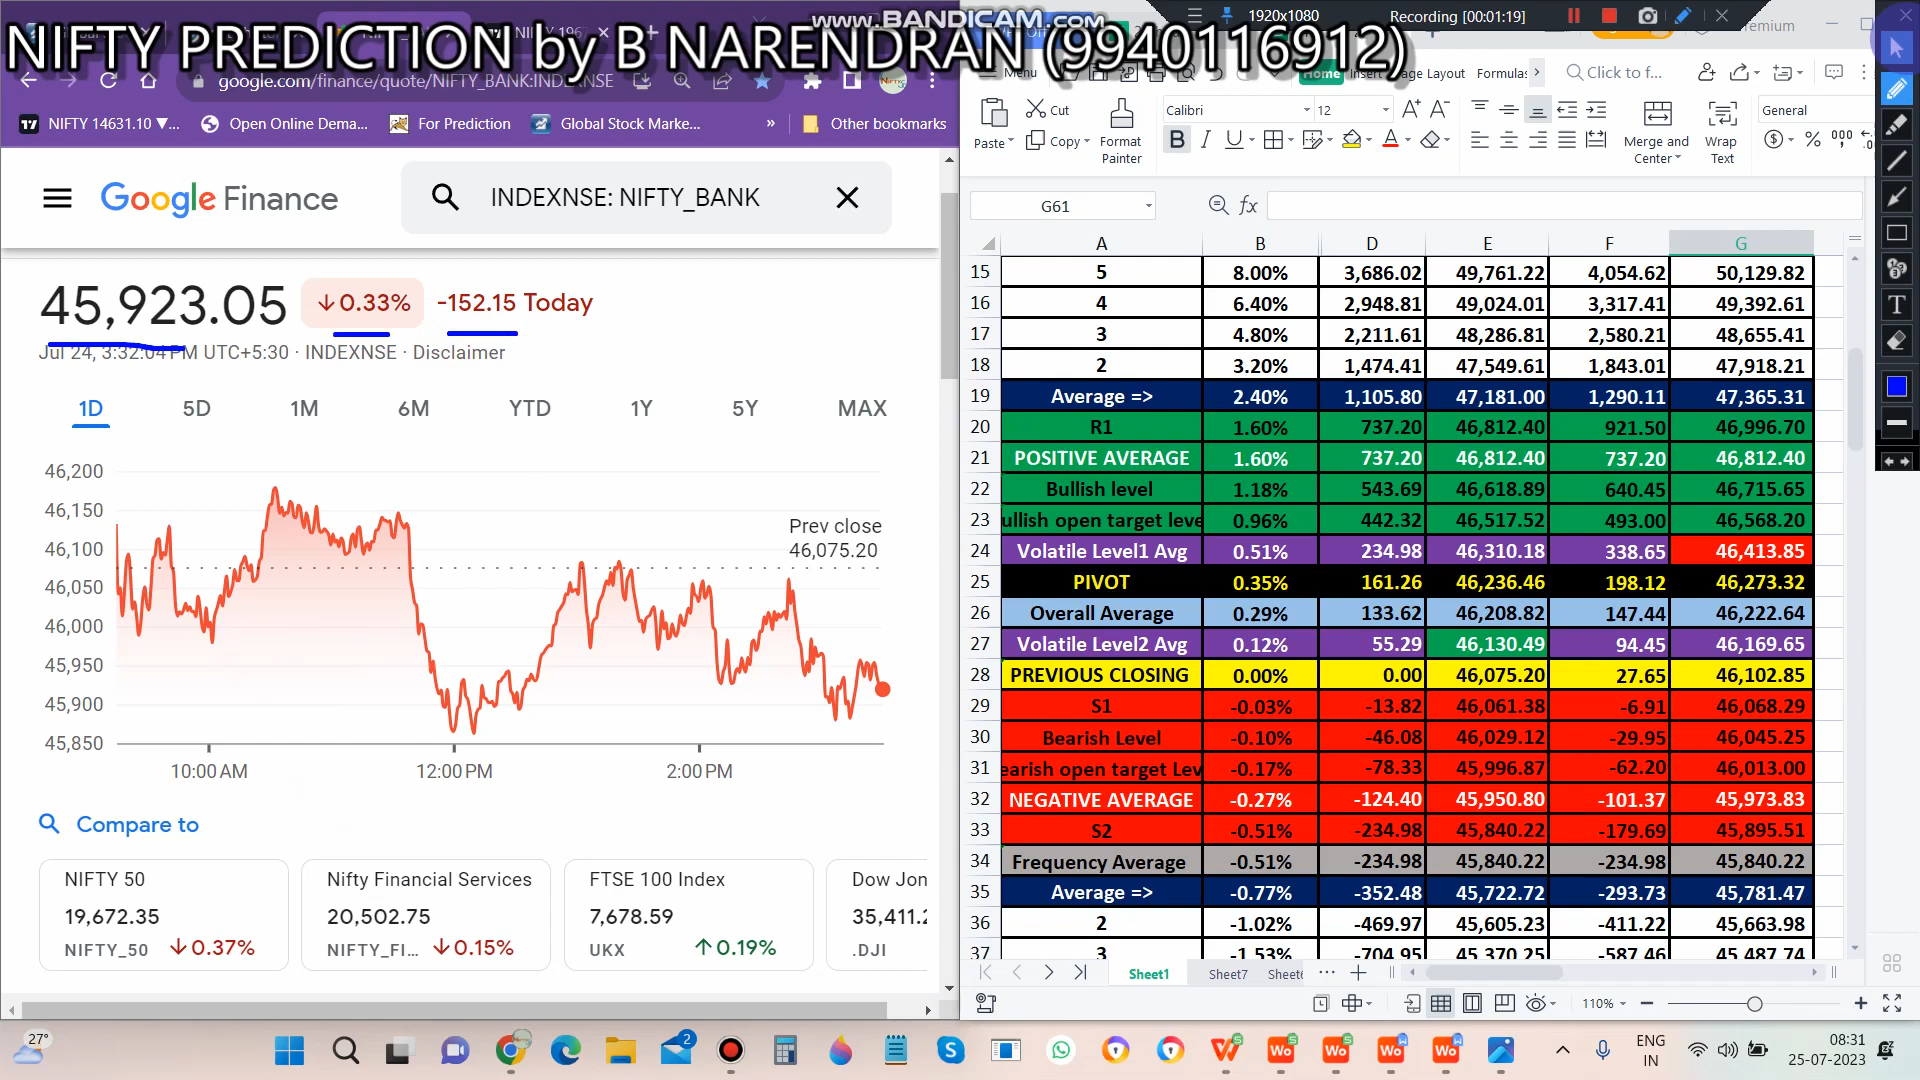 www.BANDICAM.com
NIFTY PREDICTION by B NARENDRAN (9940116912)
1920x1080
Recording [00:01:19]
google.com/finance/quote/NIFTY_BANK:INDEXNSE
NIFTY 14631.10 ▼...
Open Online Dema...
For Prediction
Global Stock Marke...
»
Other bookmarks
Google Finance
INDEXNSE: NIFTY_BANK
45,923.05
↓0.33%
-152.15 Today
Jul 24, 3:32:04 PM UTC+5:30 · INDEXNSE · Disclaimer
1D 5D 1M 6M YTD 1Y 5Y MAX
46,200
46,150
46,100
46,050
46,000
45,950
45,900
45,850
Prev close
46,075.20
10:00 AM 12:00 PM 2:00 PM
Compare to
NIFTY 50
19,672.35
NIFTY_50 ↓0.37%
Nifty Financial Services
20,502.75
NIFTY_FI... ↓0.15%
FTSE 100 Index
7,678.59
UKX ↑0.19%
Dow Jon
35,411.2
.DJI
Menu
Home Insert Page Layout Formulas
Click to f...
Paste
Cut
Copy
Format
Painter
Calibri 12
B I U
Merge and
Center
Wrap
Text
General
G61
fx
A B D E F G
15 5 8.00% 3,686.02 49,761.22 4,054.62 50,129.82
16 4 6.40% 2,948.81 49,024.01 3,317.41 49,392.61
17 3 4.80% 2,211.61 48,286.81 2,580.21 48,655.41
18 2 3.20% 1,474.41 47,549.61 1,843.01 47,918.21
19 Average => 2.40% 1,105.80 47,181.00 1,290.11 47,365.31
20 R1 1.60% 737.20 46,812.40 921.50 46,996.70
21 POSITIVE AVERAGE 1.60% 737.20 46,812.40 737.20 46,812.40
22 Bullish level 1.18% 543.69 46,618.89 640.45 46,715.65
23 ullish open target leve 0.96% 442.32 46,517.52 493.00 46,568.20
24 Volatile Level1 Avg 0.51% 234.98 46,310.18 338.65 46,413.85
25 PIVOT 0.35% 161.26 46,236.46 198.12 46,273.32
26 Overall Average 0.29% 133.62 46,208.82 147.44 46,222.64
27 Volatile Level2 Avg 0.12% 55.29 46,130.49 94.45 46,169.65
28 PREVIOUS CLOSING 0.00% 0.00 46,075.20 27.65 46,102.85
29 S1 -0.03% -13.82 46,061.38 -6.91 46,068.29
30 Bearish Level -0.10% -46.08 46,029.12 -29.95 46,045.25
31 earish open target Lev -0.17% -78.33 45,996.87 -62.20 46,013.00
32 NEGATIVE AVERAGE -0.27% -124.40 45,950.80 -101.37 45,973.83
33 S2 -0.51% -234.98 45,840.22 -179.69 45,895.51
34 Frequency Average -0.51% -234.98 45,840.22 -234.98 45,840.22
35 Average => -0.77% -352.48 45,722.72 -293.73 45,781.47
36 2 -1.02% -469.97 45,605.23 -411.22 45,663.98
37 3 -1.53% -704.95 45,370.25 -587.46 45,487.74
Sheet1 Sheet7 Sheet
110%
27°
2
ENG
IN
08:31
25-07-2023